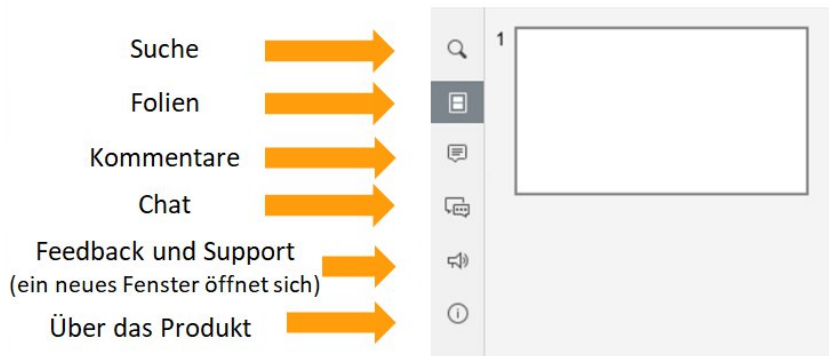 Suche
1
Folien
Kommentare
Chat
Feedback und Support
(ein neues Fenster öffnet sich)
Über das Produkt